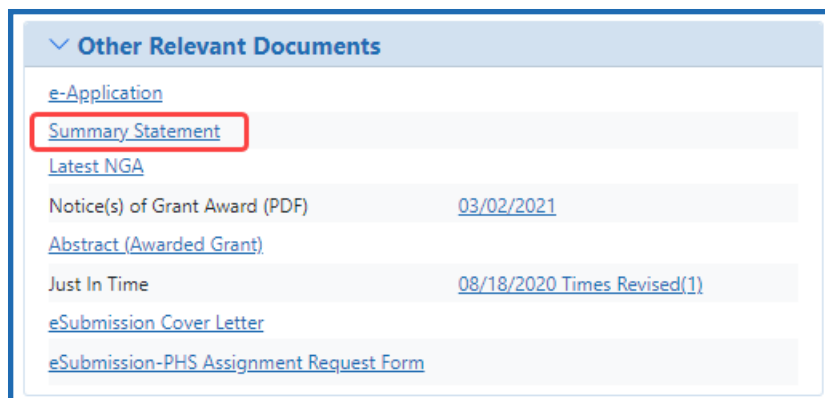 Other Relevant Documents
e-Application
Summary Statement
Latest NGA
Notice(s) of Grant Award (PDF) 03/02/2021
Abstract (Awarded Grant)
Just In Time 08/18/2020 Times Revised(1)
eSubmission Cover Letter
eSubmission-PHS Assignment Request Form